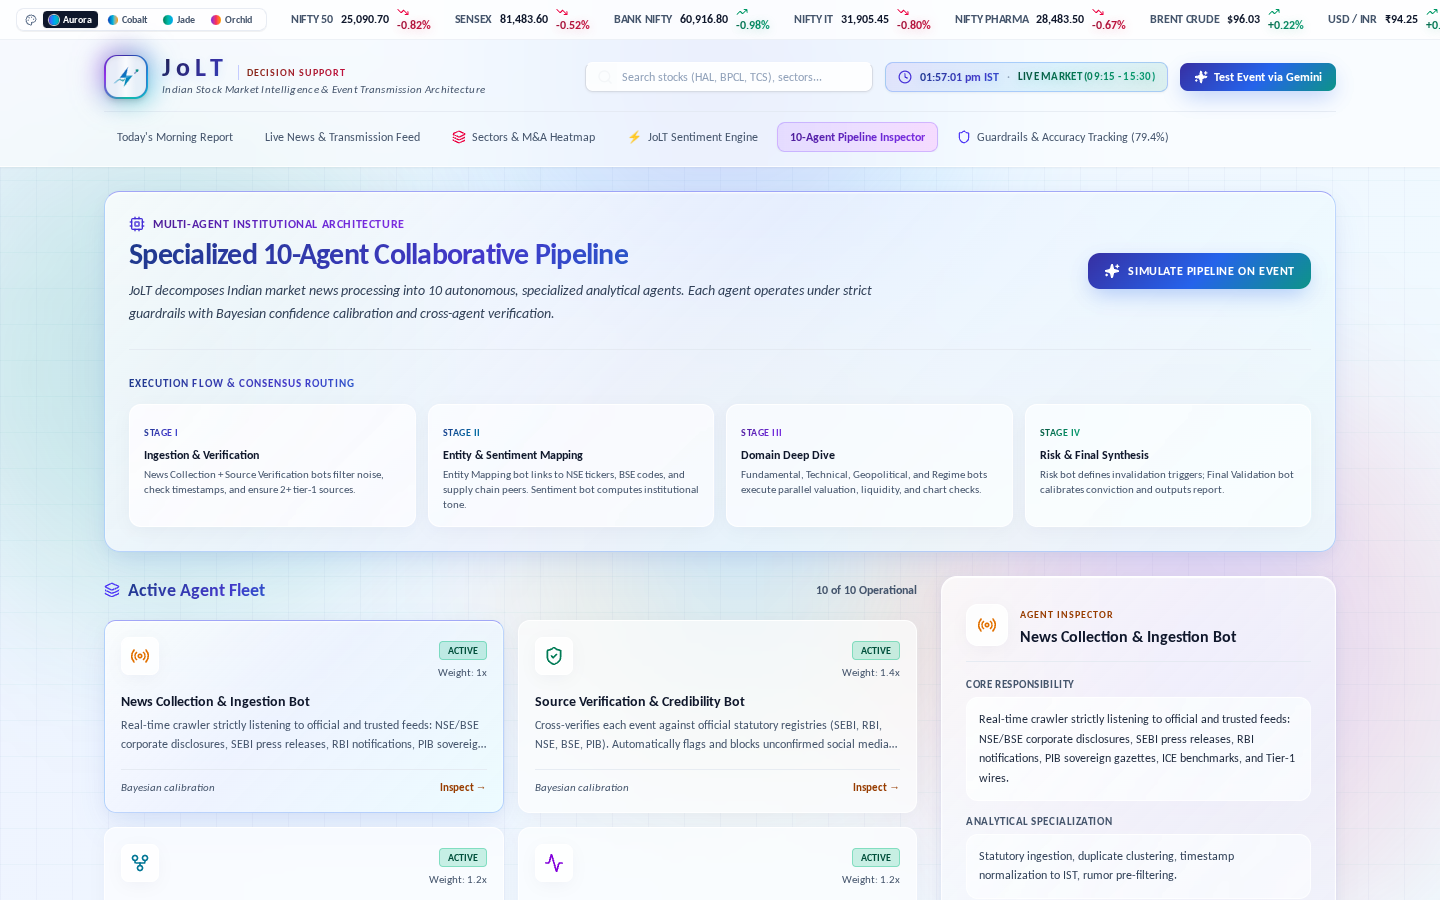 Aurora Cobalt Jade Orchid NIFTY 50 25,090.70 -0.82% SENSEX 81,483.60 -0.52% BANK NIFTY 60,916.80 -0.98% NIFTY IT 31,905.45 -0.80% NIFTY PHARMA 28,483.50 -0.67% BRENT CRUDE $96.03 +0.22% USD / INR ₹94.25
JoLT DECISION SUPPORT
Indian Stock Market Intelligence & Event Transmission Architecture
Search stocks (HAL, BPCL, TCS), sectors...
01:57:01 pm IST · LIVE MARKET (09:15 - 15:30)
Test Event via Gemini
Today's Morning Report Live News & Transmission Feed Sectors & M&A Heatmap ⚡ JoLT Sentiment Engine 10-Agent Pipeline Inspector Guardrails & Accuracy Tracking (79.4%)
MULTI-AGENT INSTITUTIONAL ARCHITECTURE
Specialized 10-Agent Collaborative Pipeline
JoLT decomposes Indian market news processing into 10 autonomous, specialized analytical agents. Each agent operates under strict
guardrails with Bayesian confidence calibration and cross-agent verification.
SIMULATE PIPELINE ON EVENT
EXECUTION FLOW & CONSENSUS ROUTING
STAGE I
Ingestion & Verification
News Collection + Source Verification bots filter noise,
check timestamps, and ensure 2+ tier-1 sources.
STAGE II
Entity & Sentiment Mapping
Entity Mapping bot links to NSE tickers, BSE codes, and
supply chain peers. Sentiment bot computes institutional
tone.
STAGE III
Domain Deep Dive
Fundamental, Technical, Geopolitical, and Regime bots
execute parallel valuation, liquidity, and chart checks.
STAGE IV
Risk & Final Synthesis
Risk bot defines invalidation triggers; Final Validation bot
calibrates conviction and outputs report.
Active Agent Fleet
10 of 10 Operational
ACTIVE
Weight: 1x
News Collection & Ingestion Bot
Real-time crawler strictly listening to official and trusted feeds: NSE/BSE
corporate disclosures, SEBI press releases, RBI notifications, PIB sovereig...
Bayesian calibration
Inspect →
ACTIVE
Weight: 1.4x
Source Verification & Credibility Bot
Cross-verifies each event against official statutory registries (SEBI, RBI,
NSE, BSE, PIB). Automatically flags and blocks unconfirmed social media...
Bayesian calibration
Inspect →
ACTIVE
Weight: 1.2x
ACTIVE
Weight: 1.2x
AGENT INSPECTOR
News Collection & Ingestion Bot
CORE RESPONSIBILITY
Real-time crawler strictly listening to official and trusted feeds:
NSE/BSE corporate disclosures, SEBI press releases, RBI
notifications, PIB sovereign gazettes, ICE benchmarks, and Tier-1
wires.
ANALYTICAL SPECIALIZATION
Statutory ingestion, duplicate clustering, timestamp
normalization to IST, rumor pre-filtering.